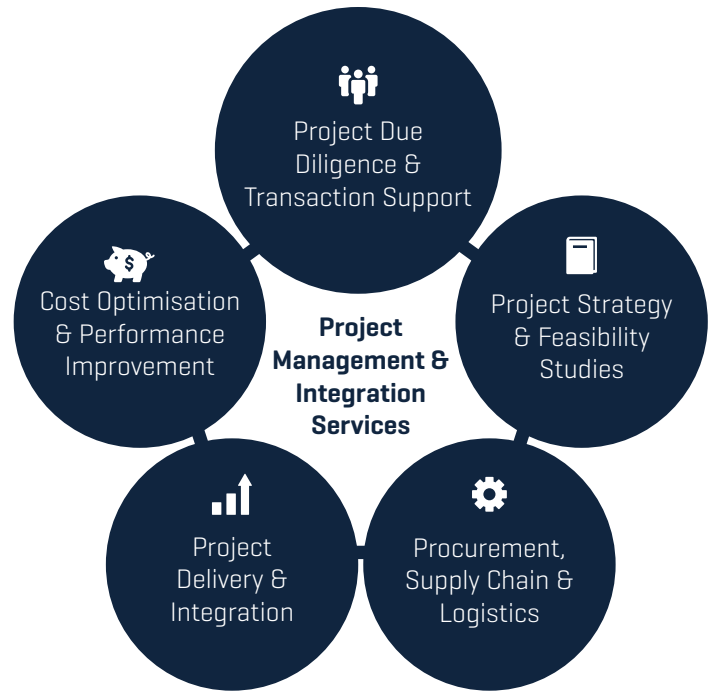 Project Due
Diligence &
Transaction Support
Project Strategy
& Feasibility
Studies
Procurement,
Supply Chain &
Logistics
Project
Delivery &
Integration
$
Cost Optimisation
& Performance
Improvement
Project
Management &
Integration
Services